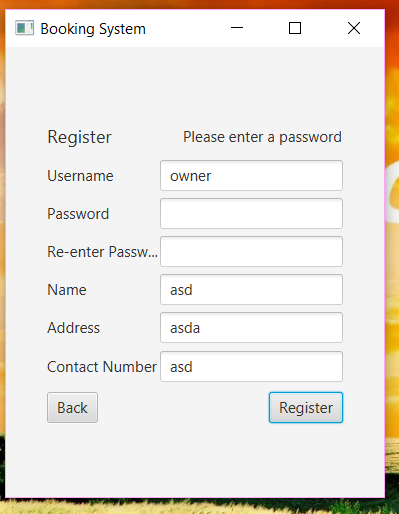 Booking System
Register Please enter a password
Username owner
Password
Re-enter Passw...
Name asd
Address asda
Contact Number asd
Back Register